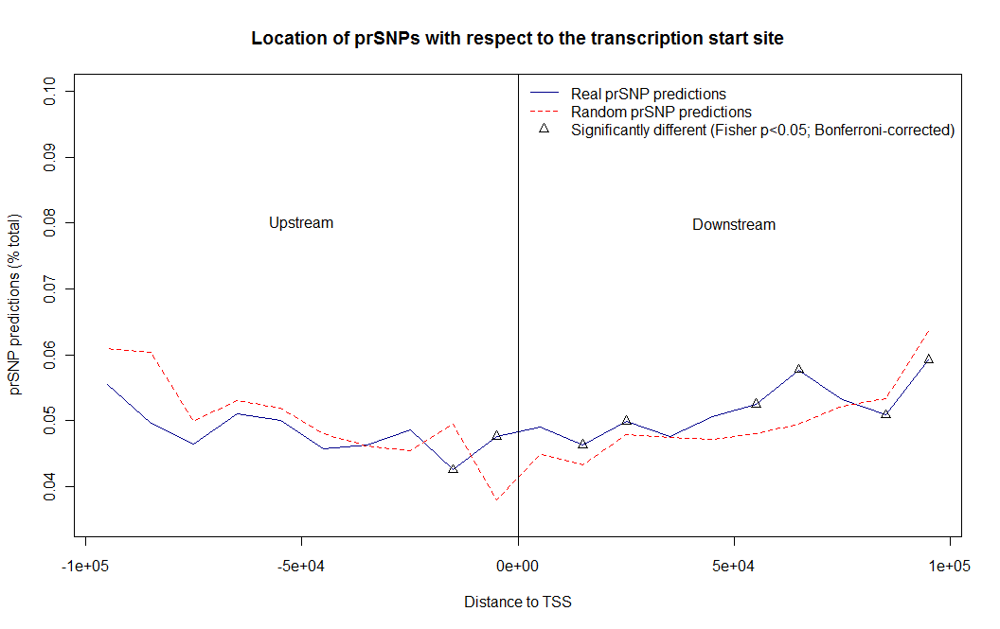 Location of prSNPs with respect to the transcription start site
Real prSNP predictions
Random prSNP predictions
Significantly different (Fisher p<0.05; Bonferroni-corrected)
Upstream
Downstream
prSNP predictions (% total)
0.10
0.09
0.08
0.07
0.06
0.05
0.04
-1e+05
-5e+04
0e+00
5e+04
1e+05
Distance to TSS